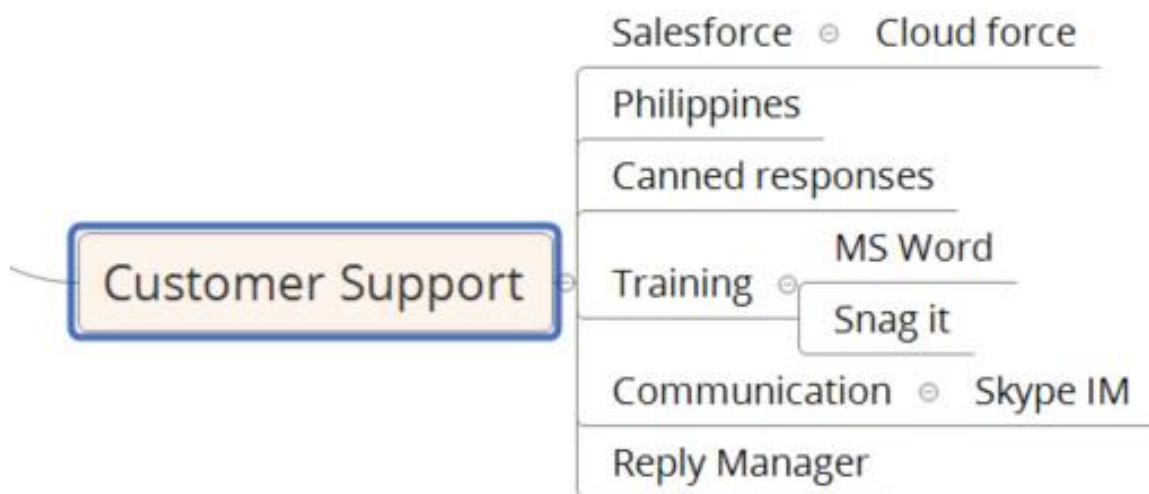 Salesforce Cloud force
Philippines
Canned responses
Customer Support
Training
MS Word
Snag it
Communication Skype IM
Reply Manager